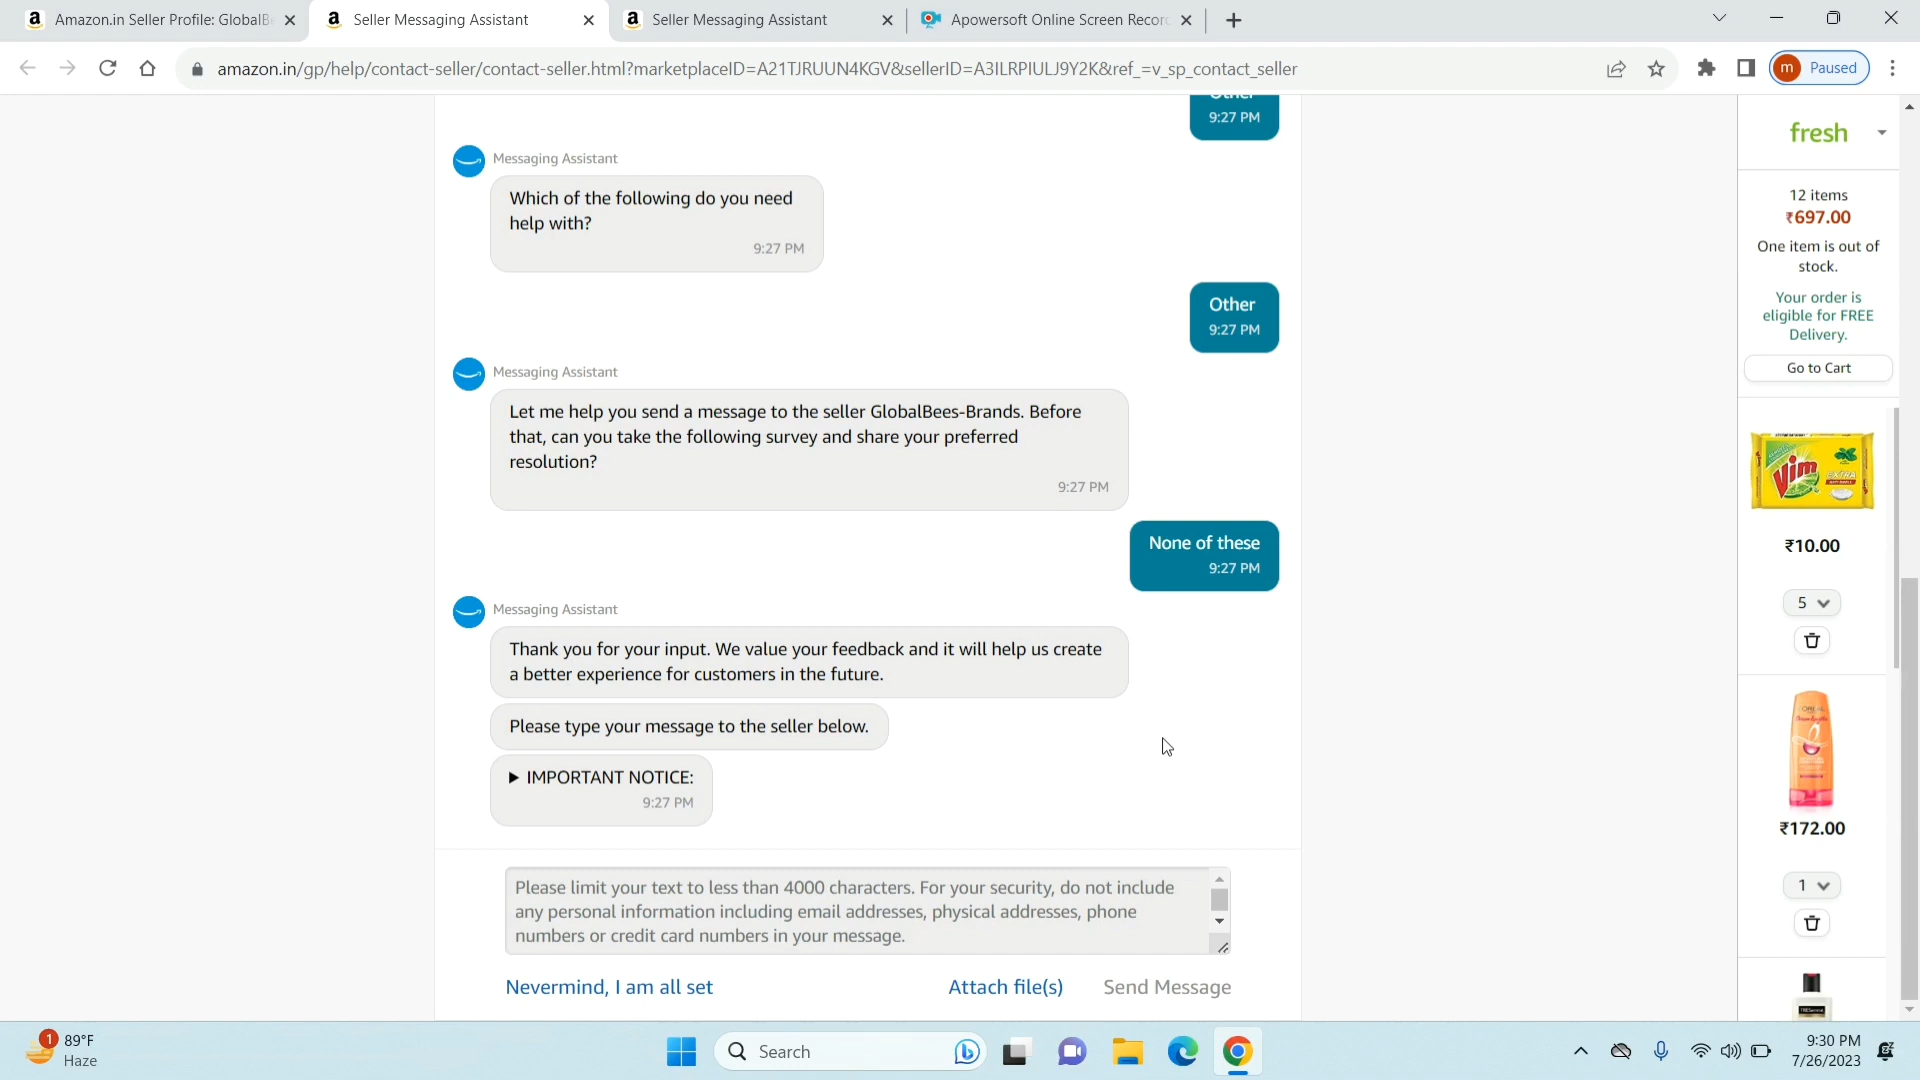 Amazon.in Seller Profile: GlobalB
Seller Messaging Assistant
Seller Messaging Assistant
Apowersoft Online Screen Recor
amazon.in/gp/help/contact-seller/contact-seller.html?marketplaceID=A21TJRUUN4KGV&sellerID=A3ILRPIULJ9Y2K&ref_=v_sp_contact_seller
m Paused
Other
9:27 PM
Messaging Assistant
Which of the following do you need
help with?
9:27 PM
Other
9:27 PM
Messaging Assistant
Let me help you send a message to the seller GlobalBees-Brands. Before
that, can you take the following survey and share your preferred
resolution?
9:27 PM
None of these
9:27 PM
Messaging Assistant
Thank you for your input. We value your feedback and it will help us create
a better experience for customers in the future.
Please type your message to the seller below.
▶ IMPORTANT NOTICE:
9:27 PM
Please limit your text to less than 4000 characters. For your security, do not include
any personal information including email addresses, physical addresses, phone
numbers or credit card numbers in your message.
Nevermind, I am all set
Attach file(s)
Send Message
fresh
12 items
₹697.00
One item is out of
stock.
Your order is
eligible for FREE
Delivery.
Go to Cart
Vim
EXTRA
₹10.00
5
₹172.00
1
1
89°F
Haze
Search
9:30 PM
7/26/2023